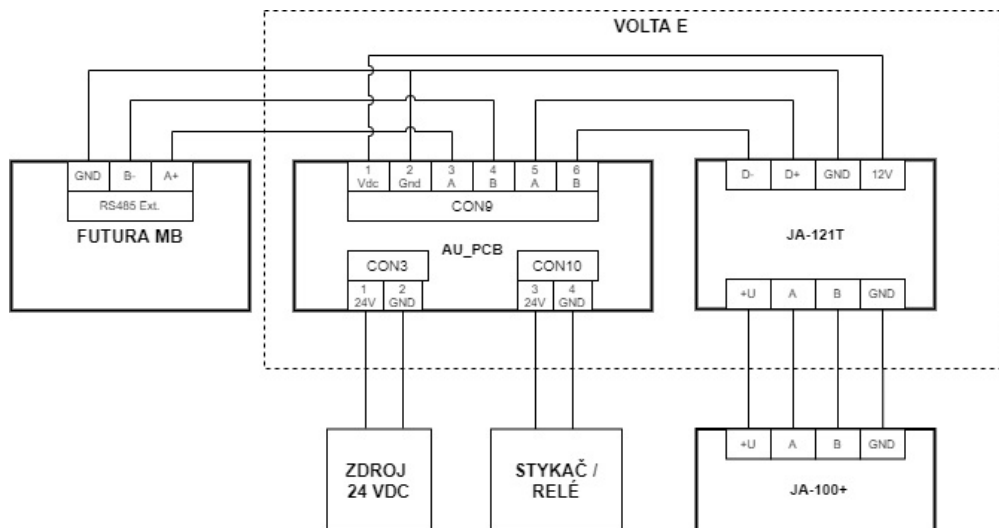 VOLTA E
GND B- A+
RS485 Ext.
FUTURA MB
1 2 3 4 5 6
Vdc Gnd A B A B
CON9
AU_PCB
CON3
1 2
24V GND
CON10
3 4
24V GND
D- D+ GND 12V
JA-121T
+U A B GND
ZDROJ
24 VDC
STYKAČ /
RELÉ
+U A B GND
JA-100+